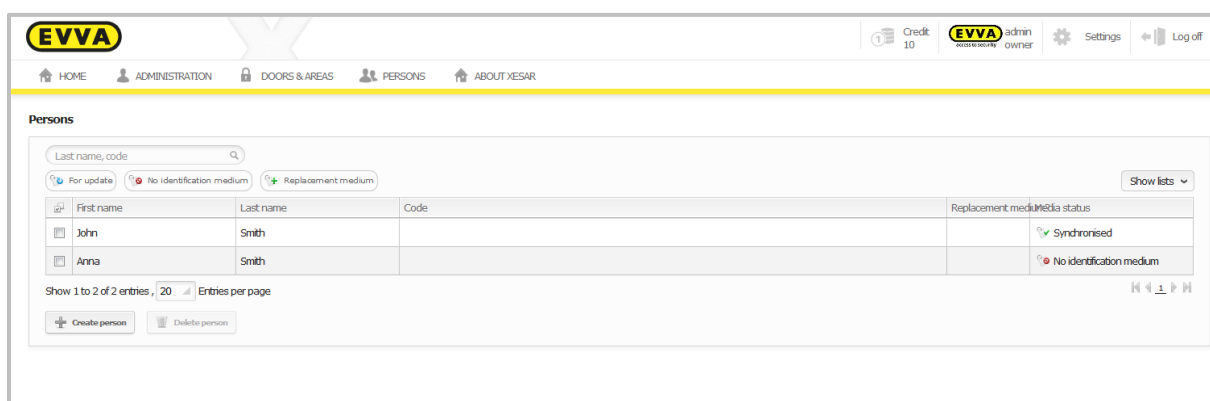 EVVA
Credit
10
EVVA
ACCESS TO SECURITY
admin
owner
Settings
Log off
HOME ADMINISTRATION DOORS & AREAS PERSONS ABOUT XESAR
Persons
Last name, code
For update No identification medium Replacement medium Show lists
First name Last name Code Replacement medium Media status
John Smith Synchronised
Anna Smith No identification medium
Show 1 to 2 of 2 entries , 20 Entries per page 1
Create person Delete person